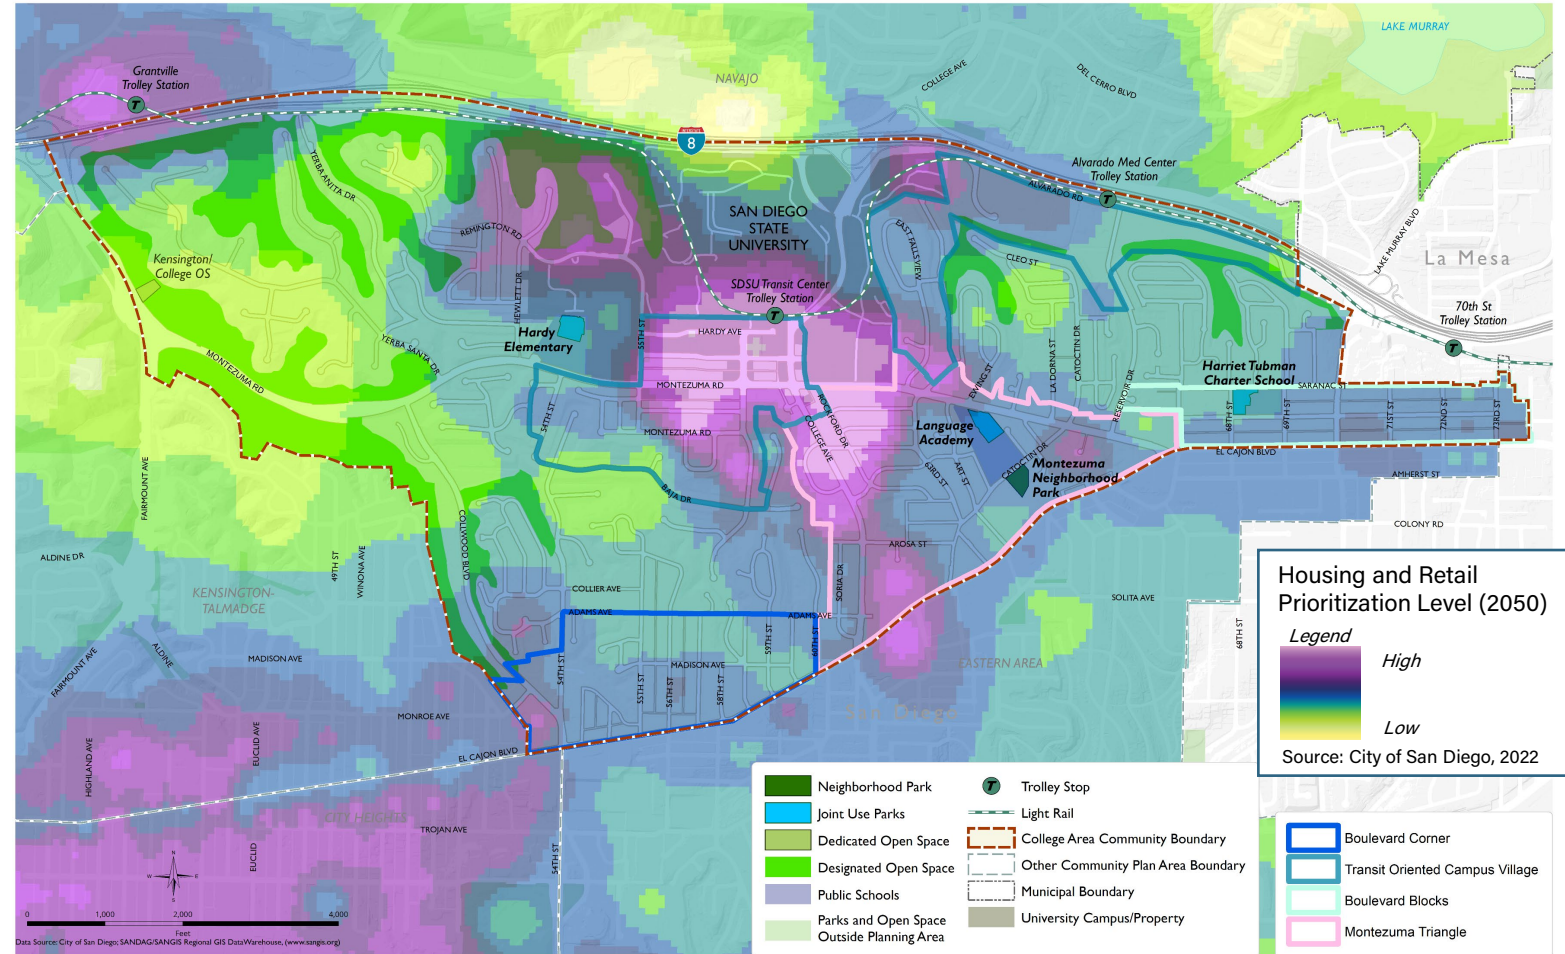 LAKE MURRAY
Grantville
Trolley Station
NAVAJO
COLLEGE AVE
DEL CERRO BLVD
INTERSTATE
8
Alvarado Med Center
Trolley Station
ALVARADO RD
YERBA ANITA DR
SAN DIEGO
STATE
UNIVERSITY
REMINGTON RD
EAST FALLS VIEW
LAKE MURRAY BLVD
La Mesa
Kensington/
College OS
CLEO ST
HEWLETT DR
SDSU Transit Center
Trolley Station
70th St
Trolley Station
Hardy
Elementary
55TH ST
HARDY AVE
YERBA SANTA DR
MONTEZUMA RD
LA DORNA ST
CATOCTIN DR
Harriet Tubman
Charter School
SARANAC ST
MONTEZUMA RD
EWING ST
RESERVOIR DR
54TH ST
ROCKFORD DR
COLLEGE AVE
MONTEZUMA RD
Language
Academy
68TH ST
69TH ST
71ST ST
72ND ST
73RD ST
EL CAJON BLVD
63RD ST
ART ST
CATOCTIN DR
Montezuma
Neighborhood
Park
AMHERST ST
FAIRMOUNT AVE
BAJA DR
COLLWOOD BLVD
COLONY RD
AROSA ST
ALDINE DR
49TH ST
WINONA AVE
KENSINGTON-
TALMADGE
COLLIER AVE
SORIA DR
ADAMS AVE
ADAMS AVE
SOLITA AVE
68TH ST
FAIRMOUNT AVE
ALDINE
MADISON AVE
54TH ST
59TH ST
60TH ST
MADISON AVE
55TH ST
56TH ST
58TH ST
EASTERN AREA
San Diego
MONROE AVE
HIGHLAND AVE
EUCLID AVE
EL CAJON BLVD
CITY HEIGHTS
TROJAN AVE
EUCLID
54TH ST
N
W
E
S
0
1,000
2,000
4,000
Feet
Data Source: City of San Diego; SANDAG/SANGIS Regional GIS DataWarehouse, (www.sangis.org)
Housing and Retail
Prioritization Level (2050)
Legend
High
Low
Source: City of San Diego, 2022
Neighborhood Park
Joint Use Parks
Dedicated Open Space
Designated Open Space
Public Schools
Parks and Open Space
Outside Planning Area
T
Trolley Stop
Light Rail
College Area Community Boundary
Other Community Plan Area Boundary
Municipal Boundary
University Campus/Property
Boulevard Corner
Transit Oriented Campus Village
Boulevard Blocks
Montezuma Triangle